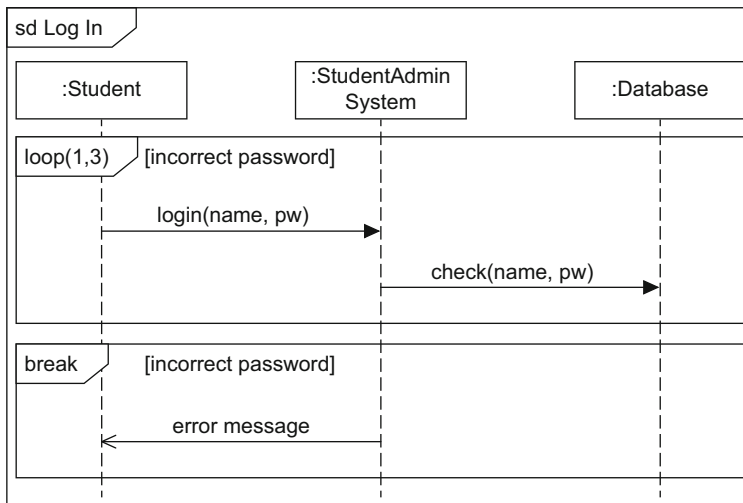 sd Log In
:Student
:StudentAdmin
System
:Database
loop(1,3)
[incorrect password]
login(name, pw)
check(name, pw)
break
[incorrect password]
error message